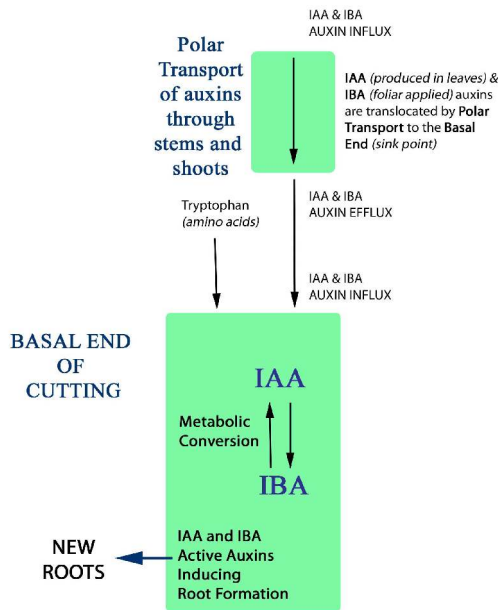 IAA & IBA
AUXIN INFLUX
Polar
Transport
of auxins
through
stems and
shoots
IAA (produced in leaves) &
IBA (foliar applied) auxins
are translocated by Polar
Transport to the Basal
End (sink point)
Tryptophan
(amino acids)
IAA & IBA
AUXIN EFFLUX
IAA & IBA
AUXIN INFLUX
BASAL END
OF
CUTTING
IAA
Metabolic
Conversion
IBA
IAA and IBA
Active Auxins
Inducing
Root Formation
NEW
ROOTS